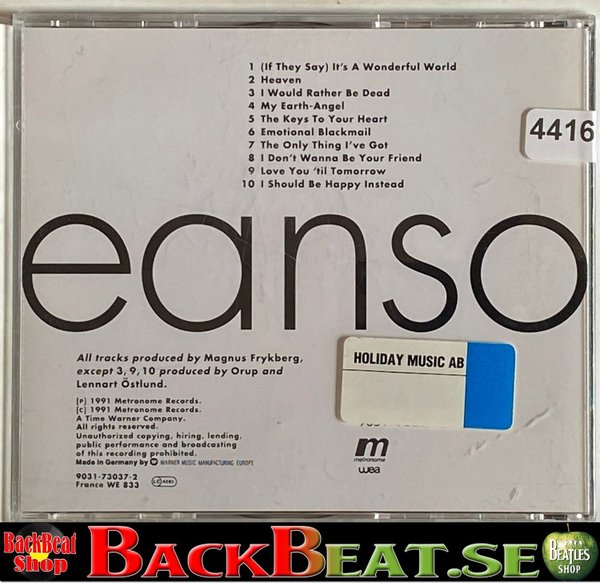 1 (If They Say) It's A Wonderful World
2 Heaven
3 I Would Rather Be Dead
4 My Earth-Angel
5 The Keys To Your Heart
6 Emotional Blackmail
7 The Only Thing I've Got
8 I Don't Wanna Be Your Friend
9 Love You 'til Tomorrow
10 I Should Be Happy Instead
4416
eanso
All tracks produced by Magnus Frykberg,
except 3, 9, 10 produced by Orup and
Lennart Östlund.
HOLIDAY MUSIC AB
[P] 1991 Metronome Records.
[C] 1991 Metronome Records.
A Time Warner Company.
All rights reserved.
Unauthorized copying, hiring, lending,
public performance and broadcasting
of this recording prohibited.
Made in Germany by WARNER MUSIC MANUFACTURING EUROPE
9031-73037-2
France WE 833
LC 4281
m
metronome
wea
BackBeat
Shop
BACKBEAT.SE
BEATLES
SHOP